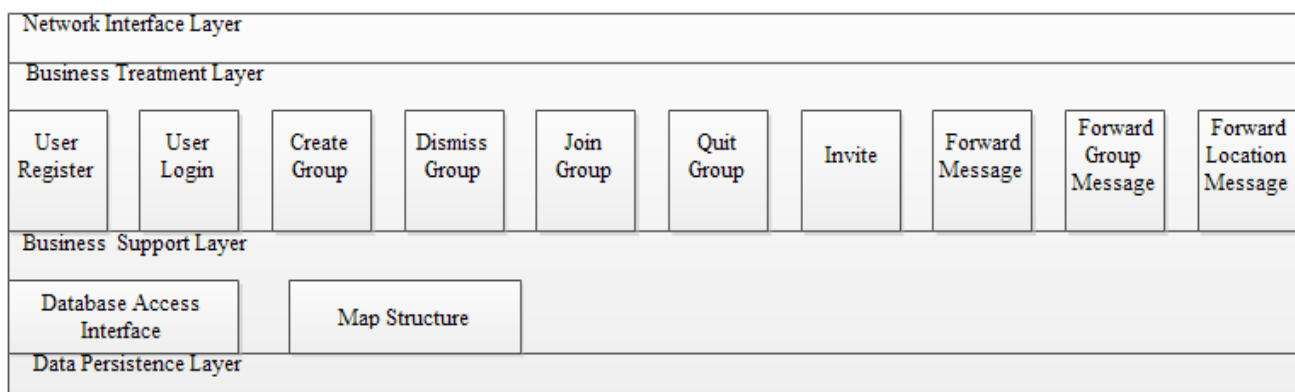 Network Interface Layer
Business Treatment Layer
User
Register
User
Login
Create
Group
Dismiss
Group
Join
Group
Quit
Group
Invite
Forward
Message
Forward
Group
Message
Forward
Location
Message
Business Support Layer
Database Access
Interface
Map Structure
Data Persistence Layer